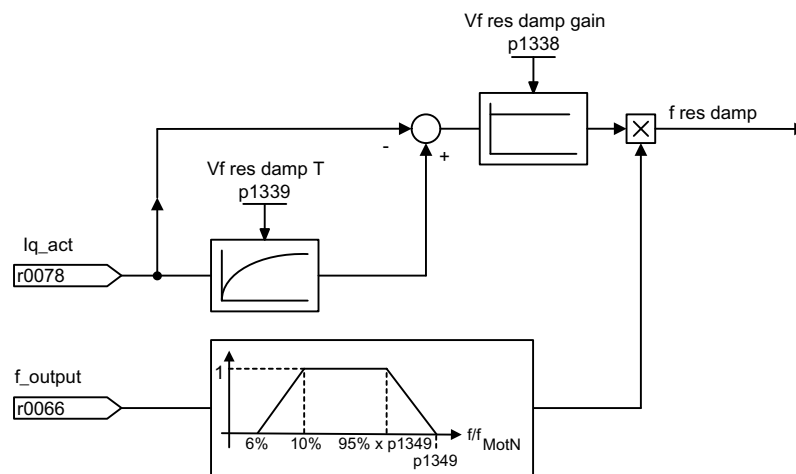 Vf res damp gain
p1338
f res damp
-
+
Vf res damp T
p1339
Iq_act
r0078
f_output
r0066
1
6% 10% 95% x p1349 f/f MotN
p1349